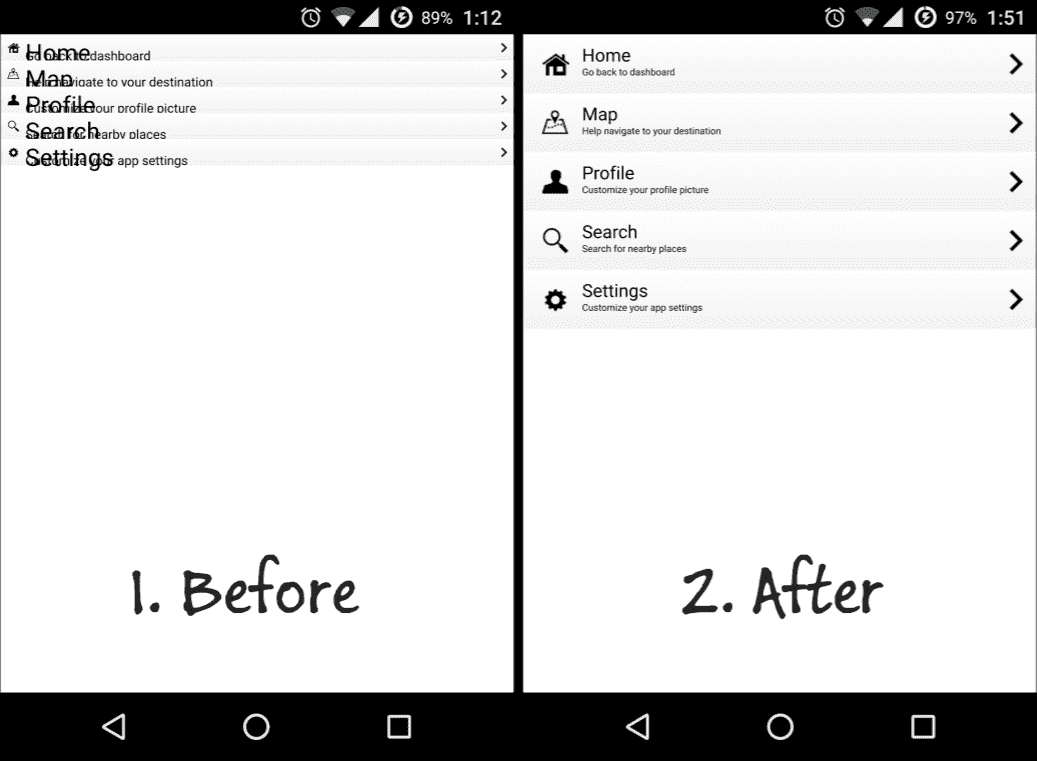 89% 1:12
Home
Go back to dashboard
Map
Help navigate to your destination
Profile
Customize your profile picture
Search
Search for nearby places
Settings
Customize your app settings
1. Before
97% 1:51
Home
Go back to dashboard
Map
Help navigate to your destination
Profile
Customize your profile picture
Search
Search for nearby places
Settings
Customize your app settings
2. After